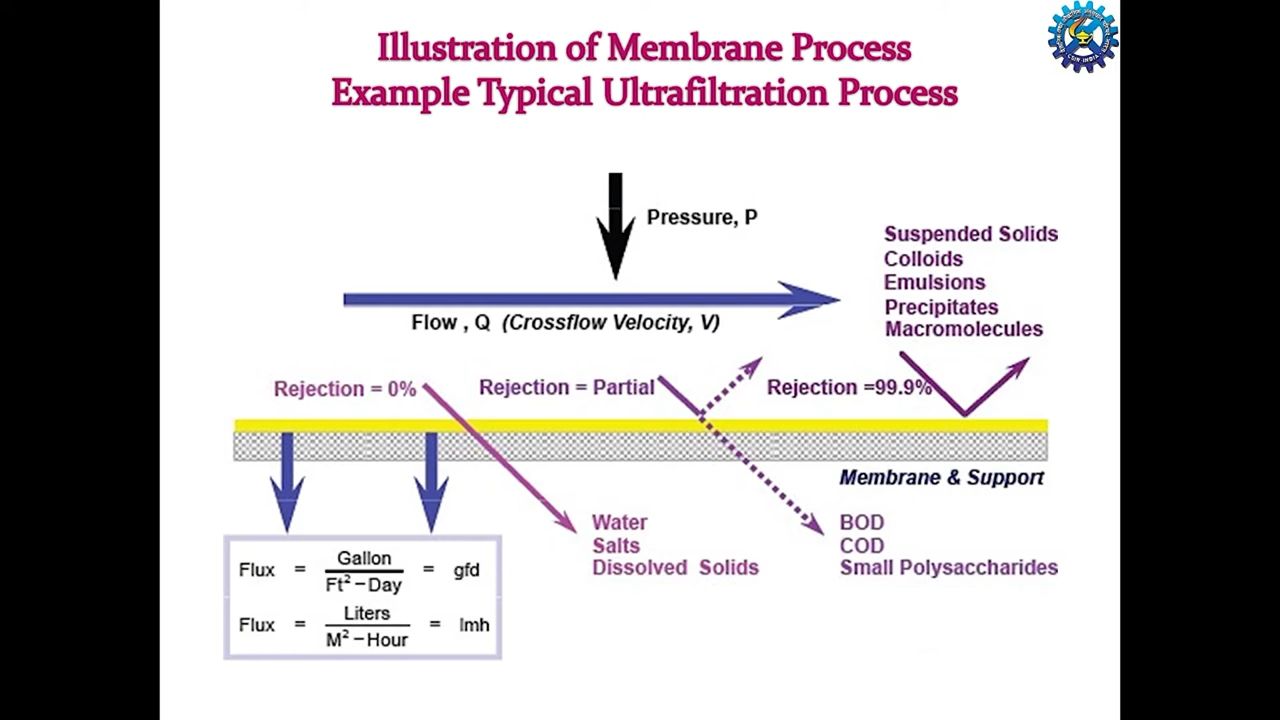 Illustration of Membrane Process
Example Typical Ultrafiltration Process
CSIR-INDIA
Pressure, P
Suspended Solids
Colloids
Emulsions
Precipitates
Macromolecules
Flow , Q (Crossflow Velocity, V)
Rejection = 0%
Rejection = Partial
Rejection =99.9%
Membrane & Support
Water
Salts
Dissolved Solids
BOD
COD
Small Polysaccharides
Flux = Gallon / Ft² – Day = gfd
Flux = Liters / M² – Hour = lmh